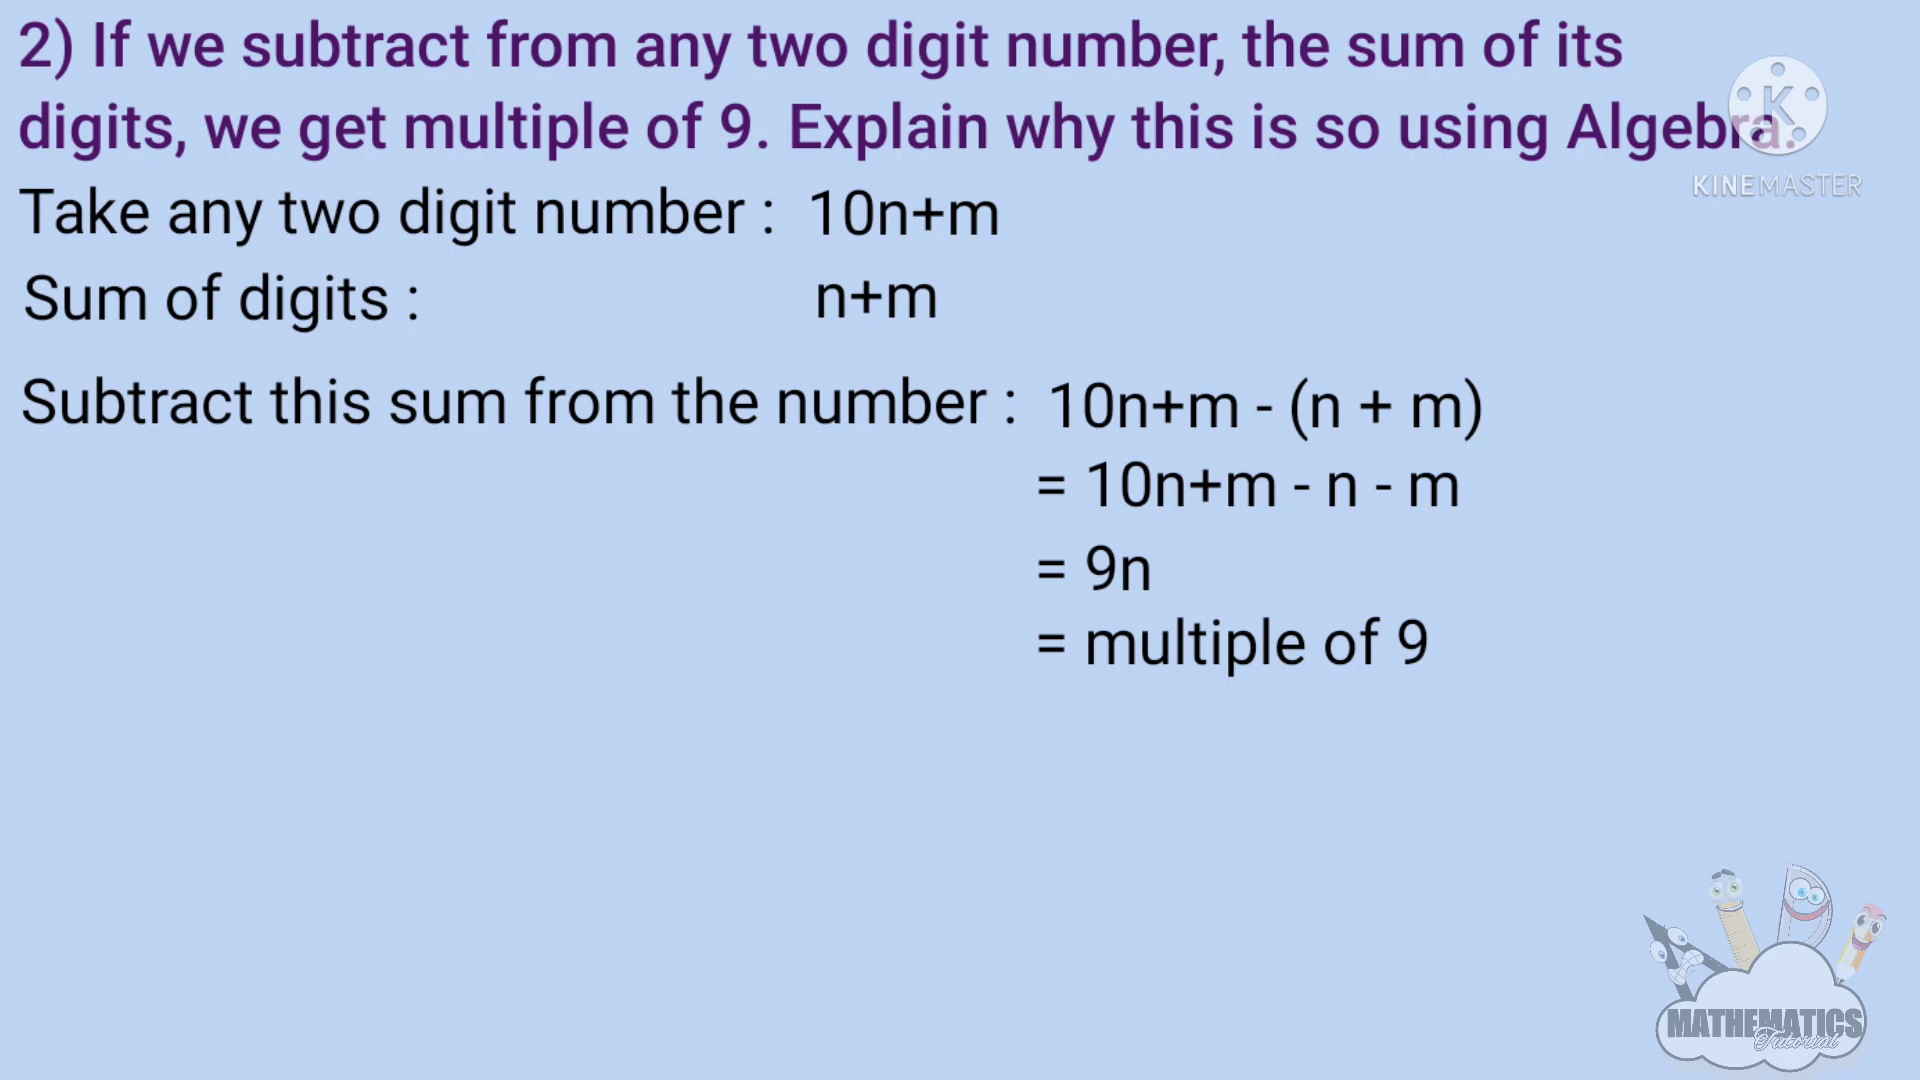 2) If we subtract from any two digit number, the sum of its
digits, we get multiple of 9. Explain why this is so using Algebra.
KINEMASTER
Take any two digit number : 10n+m
Sum of digits : n+m
Subtract this sum from the number : 10n+m - (n + m)
= 10n+m - n - m
= 9n
= multiple of 9
MATHEMATICS
Tutorial